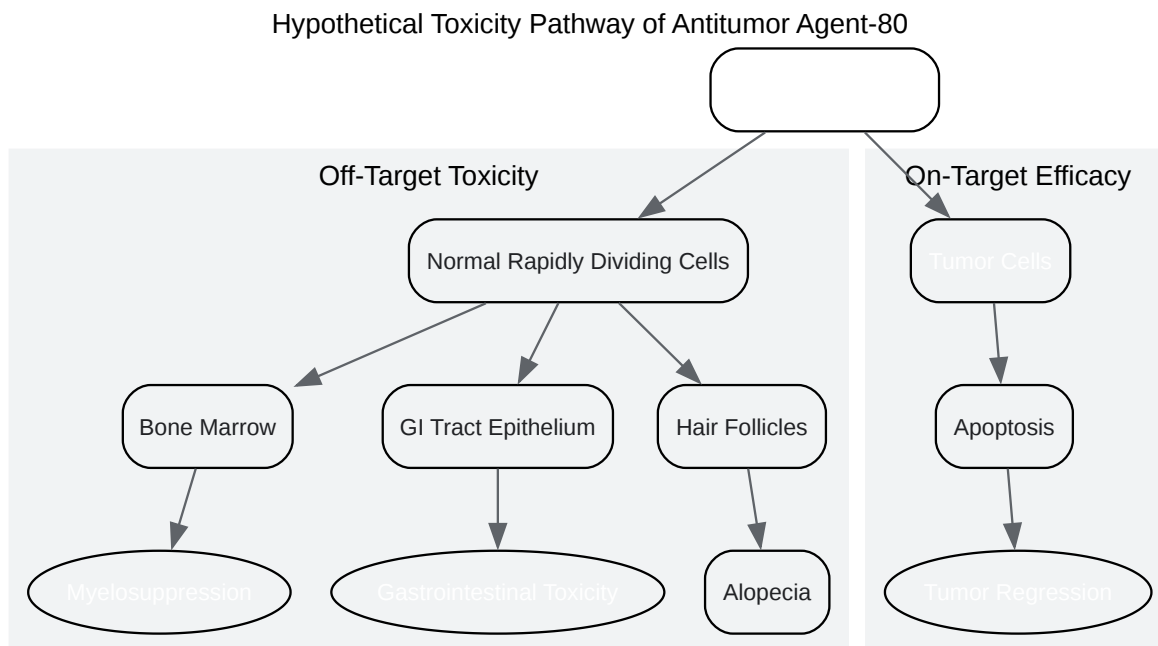 Hypothetical Toxicity Pathway of Antitumor Agent-80
Off-Target Toxicity
On-Target Efficacy
Normal Rapidly Dividing Cells
Tumor Cells
Bone Marrow
GI Tract Epithelium
Hair Follicles
Apoptosis
Myelosuppression
Gastrointestinal Toxicity
Alopecia
Tumor Regression